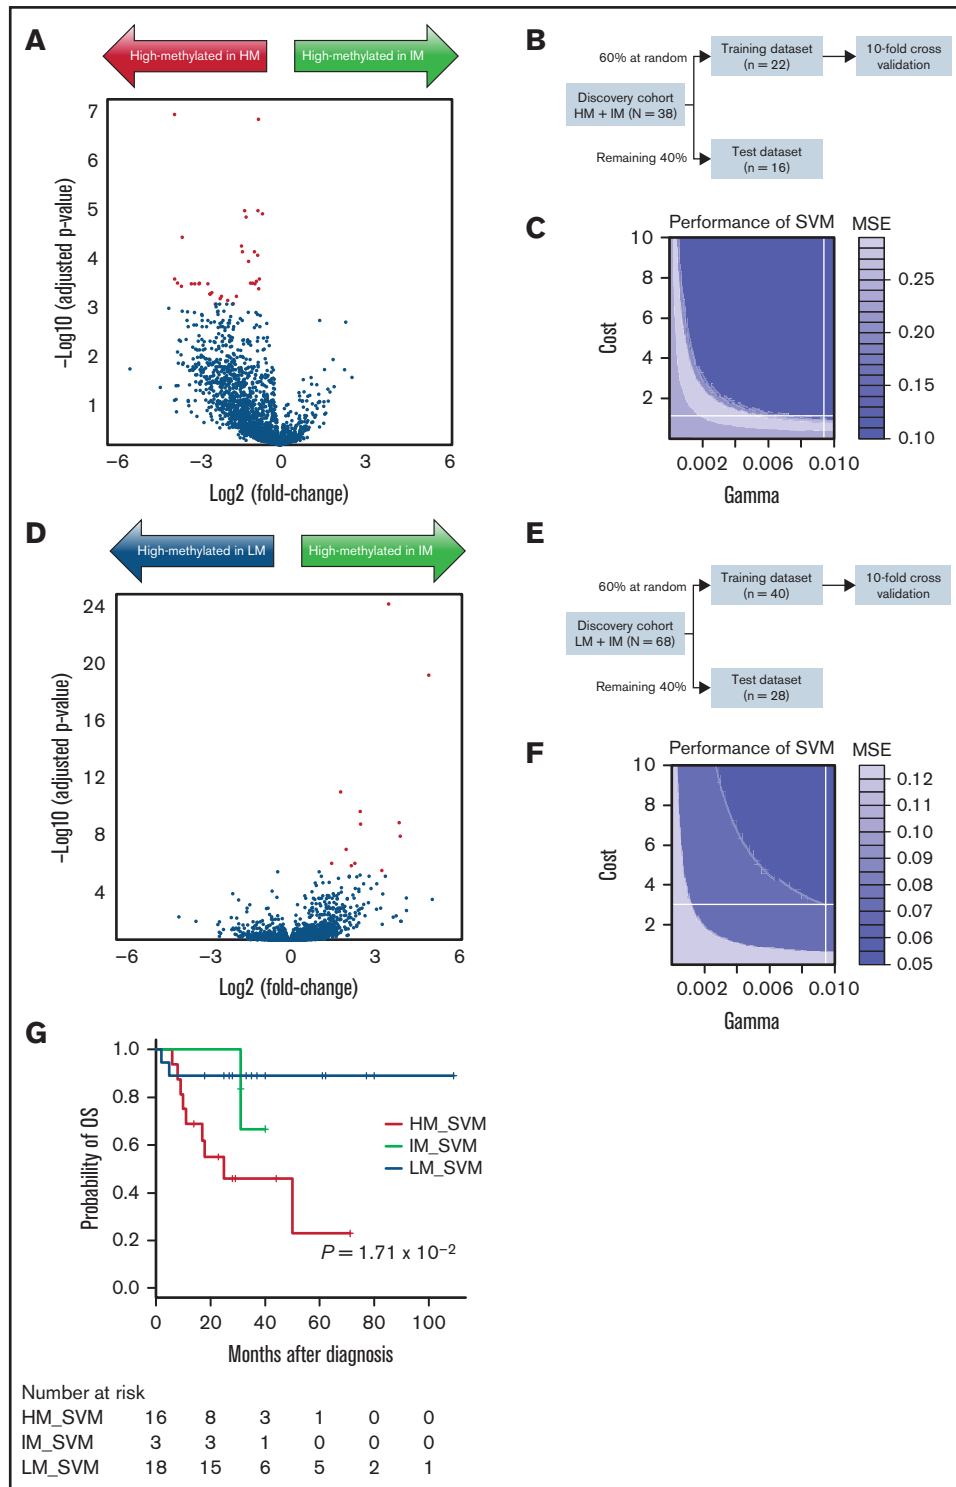 A
High-methylated in HM
High-methylated in IM
7
6
5
4
3
2
1
–Log10 (adjusted p-value)
−6
−3
0
3
6
Log2 (fold-change)
B
60% at random
Training dataset
(n = 22)
10-fold cross
validation
Discovery cohort
HM + IM (N = 38)
Remaining 40%
Test dataset
(n = 16)
C
Performance of SVM
MSE
10
8
6
4
2
Cost
0.002
0.006
0.010
Gamma
0.25
0.20
0.15
0.10
D
High-methylated in LM
High-methylated in IM
24
20
16
12
8
4
–Log10 (adjusted p-value)
−6
−3
0
3
6
Log2 (fold-change)
E
60% at random
Training dataset
(n = 40)
10-fold cross
validation
Discovery cohort
LM + IM (N = 68)
Remaining 40%
Test dataset
(n = 28)
F
Performance of SVM
MSE
10
8
6
4
2
Cost
0.002
0.006
0.010
Gamma
0.12
0.11
0.10
0.09
0.08
0.07
0.06
0.05
G
1.0
0.8
0.6
0.4
0.2
0.0
Probability of OS
HM_SVM
IM_SVM
LM_SVM
P = 1.71 x 10−2
0 20 40 60 80 100
Months after diagnosis
Number at risk
HM_SVM 16 8 3 1 0 0
IM_SVM 3 3 1 0 0 0
LM_SVM 18 15 6 5 2 1